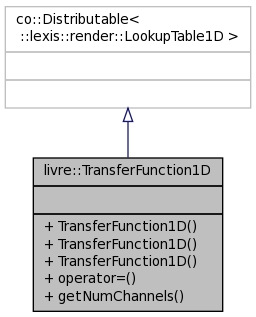 co::Distributable<
::lexis::render::LookupTable1D >
livre::TransferFunction1D
+ TransferFunction1D()
+ TransferFunction1D()
+ TransferFunction1D()
+ operator=()
+ getNumChannels()